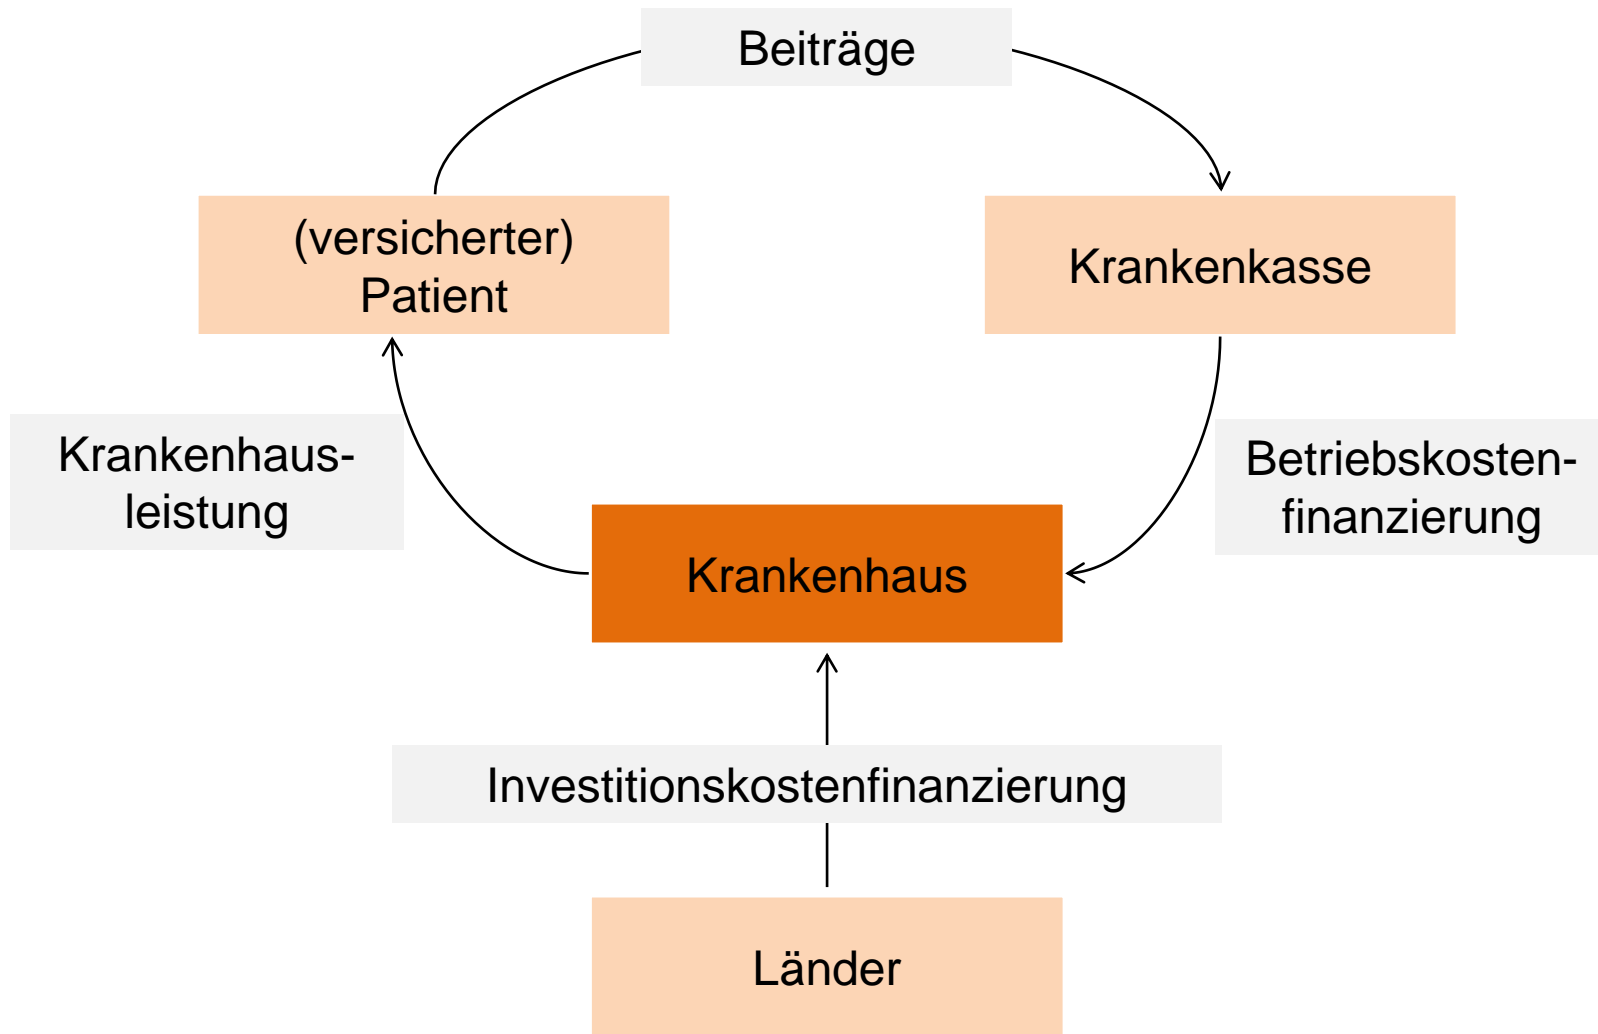 Beiträge
(versicherter)
Patient
Krankenkasse
Krankenhaus-
leistung
Betriebskosten-
finanzierung
Krankenhaus
Investitionskostenfinanzierung
Länder